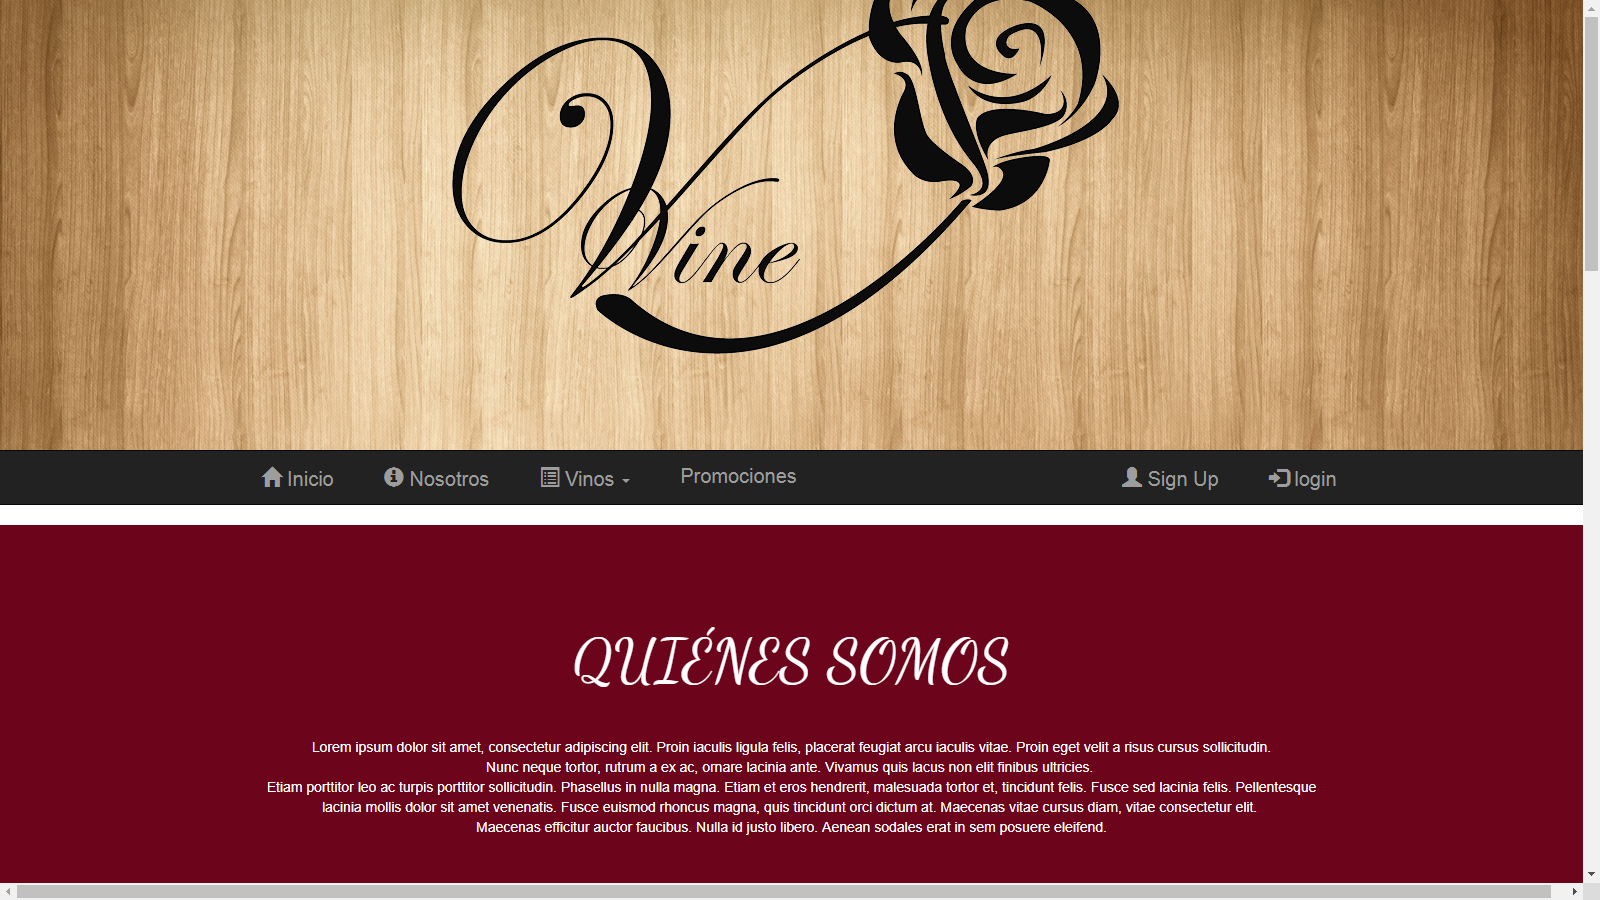 Wine
Inicio Nosotros Vinos Promociones Sign Up login
QUIÉNES SOMOS
Lorem ipsum dolor sit amet, consectetur adipiscing elit. Proin iaculis ligula felis, placerat feugiat arcu iaculis vitae. Proin eget velit a risus cursus sollicitudin.
Nunc neque tortor, rutrum a ex ac, ornare lacinia ante. Vivamus quis lacus non elit finibus ultricies.
Etiam porttitor leo ac turpis porttitor sollicitudin. Phasellus in nulla magna. Etiam et eros hendrerit, malesuada tortor et, tincidunt felis. Fusce sed lacinia felis. Pellentesque
lacinia mollis dolor sit amet venenatis. Fusce euismod rhoncus magna, quis tincidunt orci dictum at. Maecenas vitae cursus diam, vitae consectetur elit.
Maecenas efficitur auctor faucibus. Nulla id justo libero. Aenean sodales erat in sem posuere eleifend.